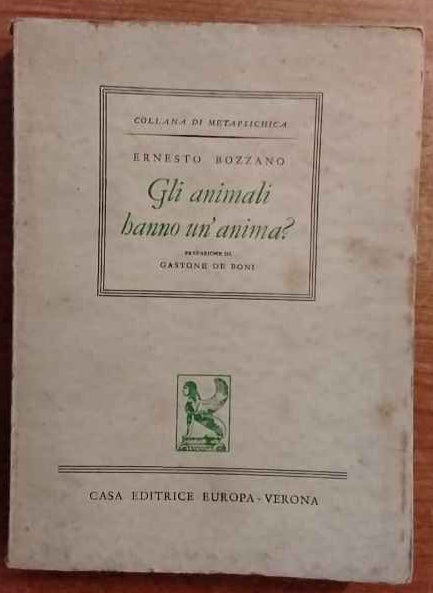 COLLANA DI METAPSICHICA
ERNESTO BOZZANO
Gli animali
hanno un'anima?
PREFAZIONE DI
GASTONE DE BONI
CASA EDITRICE EUROPA - VERONA